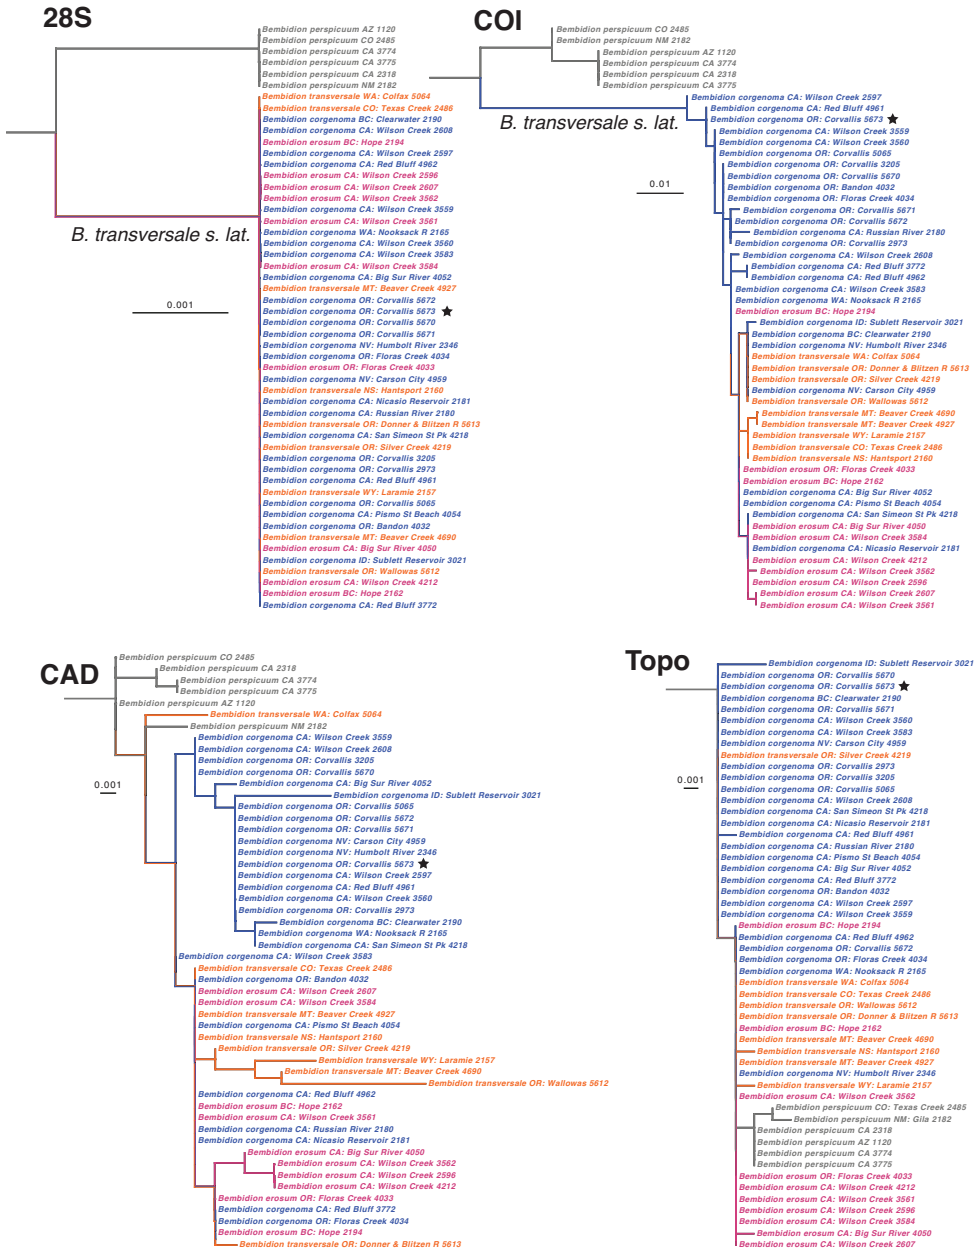 28S
Bembidion perspicuum AZ 1120
Bembidion perspicuum CO 2485
Bembidion perspicuum CA 3774
Bembidion perspicuum CA 3775
Bembidion perspicuum CA 2318
Bembidion perspicuum NM 2182
Bembidion transversale WA: Colfax 5064
Bembidion transversale CO: Texas Creek 2486
Bembidion corgenoma BC: Clearwater 2190
Bembidion corgenoma CA: Wilson Creek 2608
Bembidion erosum BC: Hope 2194
Bembidion corgenoma CA: Wilson Creek 2597
Bembidion corgenoma CA: Red Bluff 4962
Bembidion erosum CA: Wilson Creek 2596
Bembidion erosum CA: Wilson Creek 2607
Bembidion erosum CA: Wilson Creek 3562
Bembidion corgenoma CA: Wilson Creek 3559
Bembidion erosum CA: Wilson Creek 3561
Bembidion corgenoma WA: Nooksack R 2165
Bembidion corgenoma CA: Wilson Creek 3560
Bembidion corgenoma CA: Wilson Creek 3583
Bembidion erosum CA: Wilson Creek 3584
Bembidion corgenoma CA: Big Sur River 4052
Bembidion transversale MT: Beaver Creek 4927
Bembidion corgenoma OR: Corvallis 5672
Bembidion corgenoma OR: Corvallis 5673 ★
Bembidion corgenoma OR: Corvallis 5670
Bembidion corgenoma OR: Corvallis 5671
Bembidion corgenoma NV: Humbolt River 2346
Bembidion corgenoma OR: Floras Creek 4034
Bembidion erosum OR: Floras Creek 4033
Bembidion corgenoma NV: Carson City 4959
Bembidion transversale NS: Hantsport 2160
Bembidion corgenoma CA: Nicasio Reservoir 2181
Bembidion corgenoma CA: Russian River 2180
Bembidion transversale OR: Donner & Blitzen R 5613
Bembidion corgenoma CA: San Simeon St Pk 4218
Bembidion transversale OR: Silver Creek 4219
Bembidion corgenoma OR: Corvallis 3205
Bembidion corgenoma OR: Corvallis 2973
Bembidion corgenoma CA: Red Bluff 4961
Bembidion transversale WY: Laramie 2157
Bembidion corgenoma OR: Corvallis 5065
Bembidion corgenoma CA: Pismo St Beach 4054
Bembidion corgenoma OR: Bandon 4032
Bembidion transversale MT: Beaver Creek 4690
Bembidion erosum CA: Big Sur River 4050
Bembidion corgenoma ID: Sublett Reservoir 3021
Bembidion transversale OR: Wallowas 5612
Bembidion erosum CA: Wilson Creek 4212
Bembidion erosum BC: Hope 2162
Bembidion corgenoma CA: Red Bluff 3772
B. transversale s. lat.
0.001
COI
Bembidion perspicuum CO 2485
Bembidion perspicuum NM 2182
Bembidion perspicuum AZ 1120
Bembidion perspicuum CA 3774
Bembidion perspicuum CA 2318
Bembidion perspicuum CA 3775
Bembidion corgenoma CA: Wilson Creek 2597
Bembidion corgenoma CA: Red Bluff 4961
Bembidion corgenoma OR: Corvallis 5673 ★
Bembidion corgenoma CA: Wilson Creek 3559
Bembidion corgenoma CA: Wilson Creek 3560
Bembidion corgenoma OR: Corvallis 5065
Bembidion corgenoma OR: Corvallis 3205
Bembidion corgenoma OR: Corvallis 5670
Bembidion corgenoma OR: Bandon 4032
Bembidion corgenoma OR: Floras Creek 4034
Bembidion corgenoma OR: Corvallis 5671
Bembidion corgenoma OR: Corvallis 5672
Bembidion corgenoma CA: Russian River 2180
Bembidion corgenoma OR: Corvallis 2973
Bembidion corgenoma CA: Wilson Creek 2608
Bembidion corgenoma CA: Red Bluff 3772
Bembidion corgenoma CA: Red Bluff 4962
Bembidion corgenoma CA: Wilson Creek 3583
Bembidion corgenoma WA: Nooksack R 2165
Bembidion erosum BC: Hope 2194
Bembidion corgenoma ID: Sublett Reservoir 3021
Bembidion corgenoma BC: Clearwater 2190
Bembidion corgenoma NV: Humbolt River 2346
Bembidion transversale WA: Colfax 5064
Bembidion transversale OR: Donner & Blitzen R 5613
Bembidion transversale OR: Silver Creek 4219
Bembidion corgenoma NV: Carson City 4959
Bembidion transversale OR: Wallowas 5612
Bembidion transversale MT: Beaver Creek 4690
Bembidion transversale MT: Beaver Creek 4927
Bembidion transversale WY: Laramie 2157
Bembidion transversale CO: Texas Creek 2486
Bembidion transversale NS: Hantsport 2160
Bembidion erosum OR: Floras Creek 4033
Bembidion erosum BC: Hope 2162
Bembidion corgenoma CA: Big Sur River 4052
Bembidion corgenoma CA: Pismo St Beach 4054
Bembidion corgenoma CA: San Simeon St Pk 4218
Bembidion erosum CA: Big Sur River 4050
Bembidion erosum CA: Wilson Creek 3584
Bembidion corgenoma CA: Nicasio Reservoir 2181
Bembidion erosum CA: Wilson Creek 4212
Bembidion erosum CA: Wilson Creek 3562
Bembidion erosum CA: Wilson Creek 2596
Bembidion erosum CA: Wilson Creek 2607
Bembidion erosum CA: Wilson Creek 3561
B. transversale s. lat.
0.01
CAD
Bembidion perspicuum CO 2485
Bembidion perspicuum CA 2318
Bembidion perspicuum CA 3774
Bembidion perspicuum CA 3775
Bembidion perspicuum AZ 1120
Bembidion transversale WA: Colfax 5064
Bembidion perspicuum NM 2182
Bembidion corgenoma CA: Wilson Creek 3559
Bembidion corgenoma CA: Wilson Creek 2608
Bembidion corgenoma OR: Corvallis 3205
Bembidion corgenoma OR: Corvallis 5670
Bembidion corgenoma CA: Big Sur River 4052
Bembidion corgenoma ID: Sublett Reservoir 3021
Bembidion corgenoma OR: Corvallis 5065
Bembidion corgenoma OR: Corvallis 5672
Bembidion corgenoma OR: Corvallis 5671
Bembidion corgenoma NV: Carson City 4959
Bembidion corgenoma NV: Humbolt River 2346
Bembidion corgenoma OR: Corvallis 5673 ★
Bembidion corgenoma CA: Wilson Creek 2597
Bembidion corgenoma CA: Red Bluff 4961
Bembidion corgenoma CA: Wilson Creek 3560
Bembidion corgenoma OR: Corvallis 2973
Bembidion corgenoma BC: Clearwater 2190
Bembidion corgenoma WA: Nooksack R 2165
Bembidion corgenoma CA: San Simeon St Pk 4218
Bembidion corgenoma CA: Wilson Creek 3583
Bembidion transversale CO: Texas Creek 2486
Bembidion corgenoma OR: Bandon 4032
Bembidion erosum CA: Wilson Creek 2607
Bembidion erosum CA: Wilson Creek 3584
Bembidion transversale MT: Beaver Creek 4927
Bembidion corgenoma CA: Pismo St Beach 4054
Bembidion transversale NS: Hantsport 2160
Bembidion transversale OR: Silver Creek 4219
Bembidion transversale WY: Laramie 2157
Bembidion transversale MT: Beaver Creek 4690
Bembidion transversale OR: Wallowas 5612
Bembidion corgenoma CA: Red Bluff 4962
Bembidion erosum BC: Hope 2162
Bembidion erosum CA: Wilson Creek 3561
Bembidion corgenoma CA: Russian River 2180
Bembidion corgenoma CA: Nicasio Reservoir 2181
Bembidion erosum CA: Big Sur River 4050
Bembidion erosum CA: Wilson Creek 3562
Bembidion erosum CA: Wilson Creek 2596
Bembidion erosum CA: Wilson Creek 4212
Bembidion erosum OR: Floras Creek 4033
Bembidion corgenoma CA: Red Bluff 3772
Bembidion corgenoma OR: Floras Creek 4034
Bembidion erosum BC: Hope 2194
Bembidion transversale OR: Donner & Blitzen R 5613
0.001
Topo
Bembidion corgenoma ID: Sublett Reservoir 3021
Bembidion corgenoma OR: Corvallis 5670
Bembidion corgenoma OR: Corvallis 5673 ★
Bembidion corgenoma BC: Clearwater 2190
Bembidion corgenoma OR: Corvallis 5671
Bembidion corgenoma CA: Wilson Creek 3560
Bembidion corgenoma CA: Wilson Creek 3583
Bembidion corgenoma NV: Carson City 4959
Bembidion transversale OR: Silver Creek 4219
Bembidion corgenoma OR: Corvallis 2973
Bembidion corgenoma OR: Corvallis 3205
Bembidion corgenoma OR: Corvallis 5065
Bembidion corgenoma CA: Wilson Creek 2608
Bembidion corgenoma CA: San Simeon St Pk 4218
Bembidion corgenoma CA: Nicasio Reservoir 2181
Bembidion corgenoma CA: Red Bluff 4961
Bembidion corgenoma CA: Russian River 2180
Bembidion corgenoma CA: Pismo St Beach 4054
Bembidion corgenoma CA: Big Sur River 4052
Bembidion corgenoma CA: Red Bluff 3772
Bembidion corgenoma OR: Bandon 4032
Bembidion corgenoma CA: Wilson Creek 2597
Bembidion corgenoma CA: Wilson Creek 3559
Bembidion erosum BC: Hope 2194
Bembidion corgenoma CA: Red Bluff 4962
Bembidion corgenoma OR: Corvallis 5672
Bembidion corgenoma OR: Floras Creek 4034
Bembidion corgenoma WA: Nooksack R 2165
Bembidion transversale WA: Colfax 5064
Bembidion transversale CO: Texas Creek 2486
Bembidion transversale OR: Wallowas 5612
Bembidion transversale OR: Donner & Blitzen R 5613
Bembidion erosum BC: Hope 2162
Bembidion transversale MT: Beaver Creek 4690
Bembidion transversale NS: Hantsport 2160
Bembidion transversale MT: Beaver Creek 4927
Bembidion corgenoma NV: Humbolt River 2346
Bembidion transversale WY: Laramie 2157
Bembidion erosum CA: Wilson Creek 3562
Bembidion perspicuum CO: Texas Creek 2485
Bembidion perspicuum NM: Gila 2182
Bembidion perspicuum CA 2318
Bembidion perspicuum AZ 1120
Bembidion perspicuum CA 3774
Bembidion perspicuum CA 3775
Bembidion erosum OR: Floras Creek 4033
Bembidion erosum CA: Wilson Creek 4212
Bembidion erosum CA: Wilson Creek 3561
Bembidion erosum CA: Wilson Creek 2596
Bembidion erosum CA: Wilson Creek 3584
Bembidion erosum CA: Big Sur River 4050
Bembidion erosum CA: Wilson Creek 2607
0.001